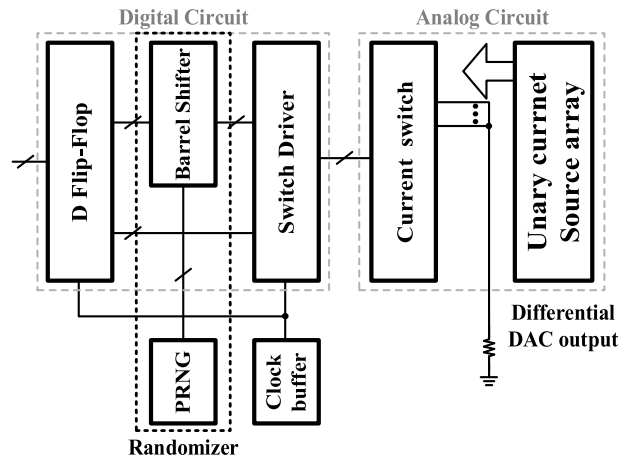 Digital Circuit
Analog Circuit
D Flip-Flop
Barrel Shifter
Switch Driver
Current switch
Unary currnet
Source array
PRNG
Clock
buffer
Differential
DAC output
Randomizer